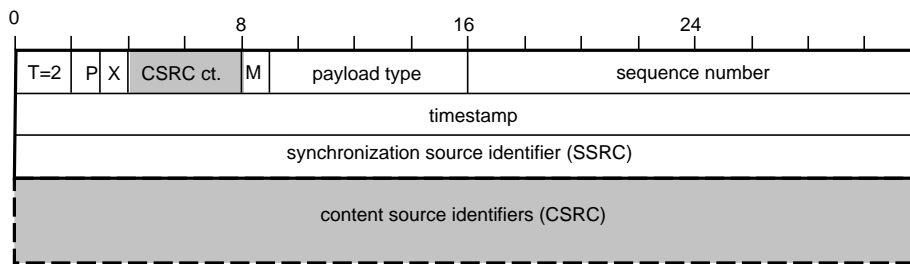 0 8 16 24
T=2 P X CSRC ct. M payload type sequence number
timestamp
synchronization source identifier (SSRC)
content source identifiers (CSRC)